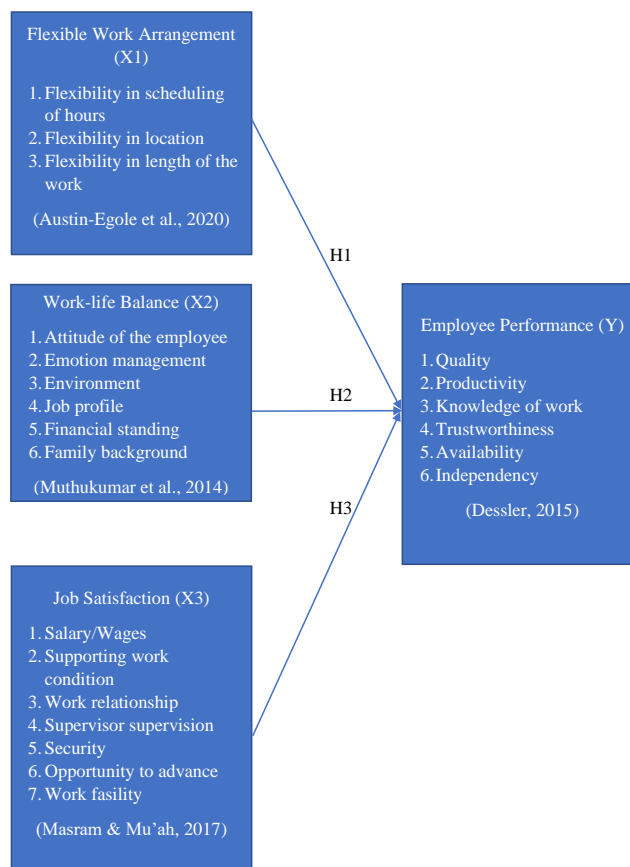 Flexible Work Arrangement
(X1)
1. Flexibility in scheduling
of hours
2. Flexibility in location
3. Flexibility in length of the
work
(Austin-Egole et al., 2020)
H1
Work-life Balance (X2)
1. Attitude of the employee
2. Emotion management
3. Environment
4. Job profile
5. Financial standing
6. Family background
(Muthukumar et al., 2014)
H2
Employee Performance (Y)
1. Quality
2. Productivity
3. Knowledge of work
4. Trustworthiness
5. Availability
6. Independency
(Dessler, 2015)
H3
Job Satisfaction (X3)
1. Salary/Wages
2. Supporting work
condition
3. Work relationship
4. Supervisor supervision
5. Security
6. Opportunity to advance
7. Work fasility
(Masram & Mu’ah, 2017)